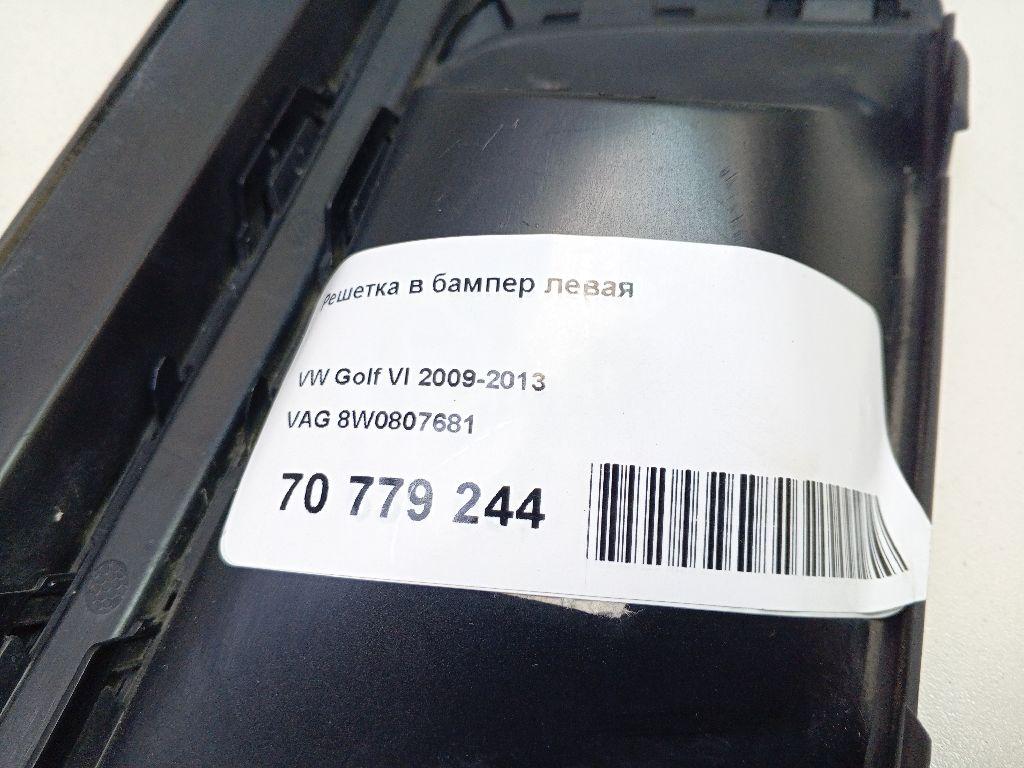 Решетка в бампер левая
VW Golf VI 2009-2013
VAG 8W0807681
70 779 244